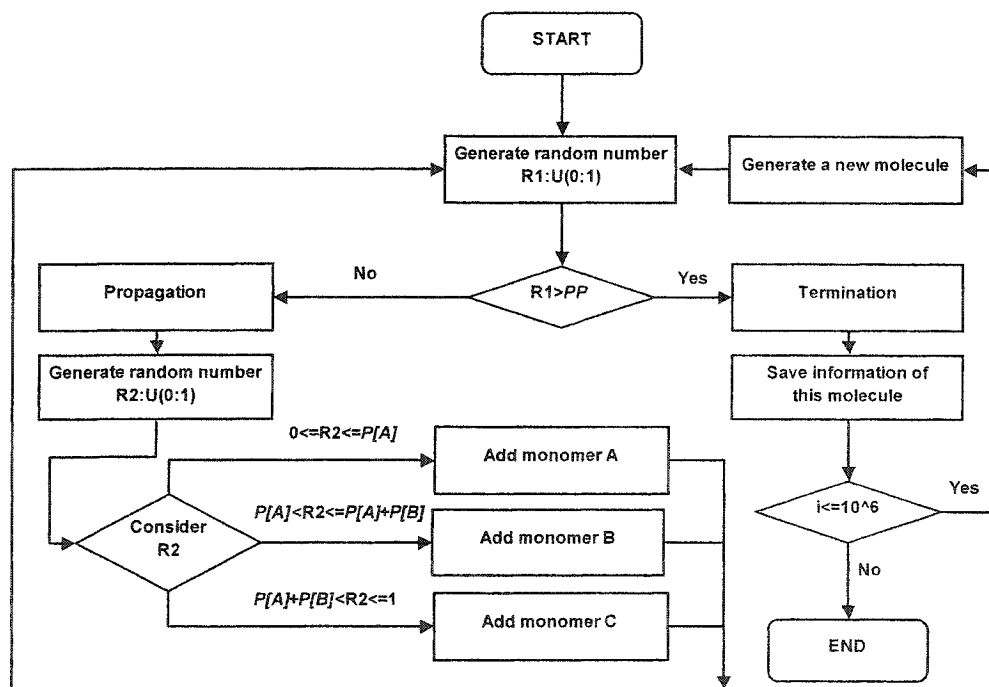 START
Generate random number
R1:U(0:1)
Generate a new molecule
No
R1>PP
Yes
Propagation
Termination
Generate random number
R2:U(0:1)
Save information of
this molecule
0<=R2<=P[A]
Add monomer A
Consider
R2
P[A]<R2<=P[A]+P[B]
Add monomer B
i<=10^6
Yes
P[A]+P[B]<R2<=1
Add monomer C
No
END